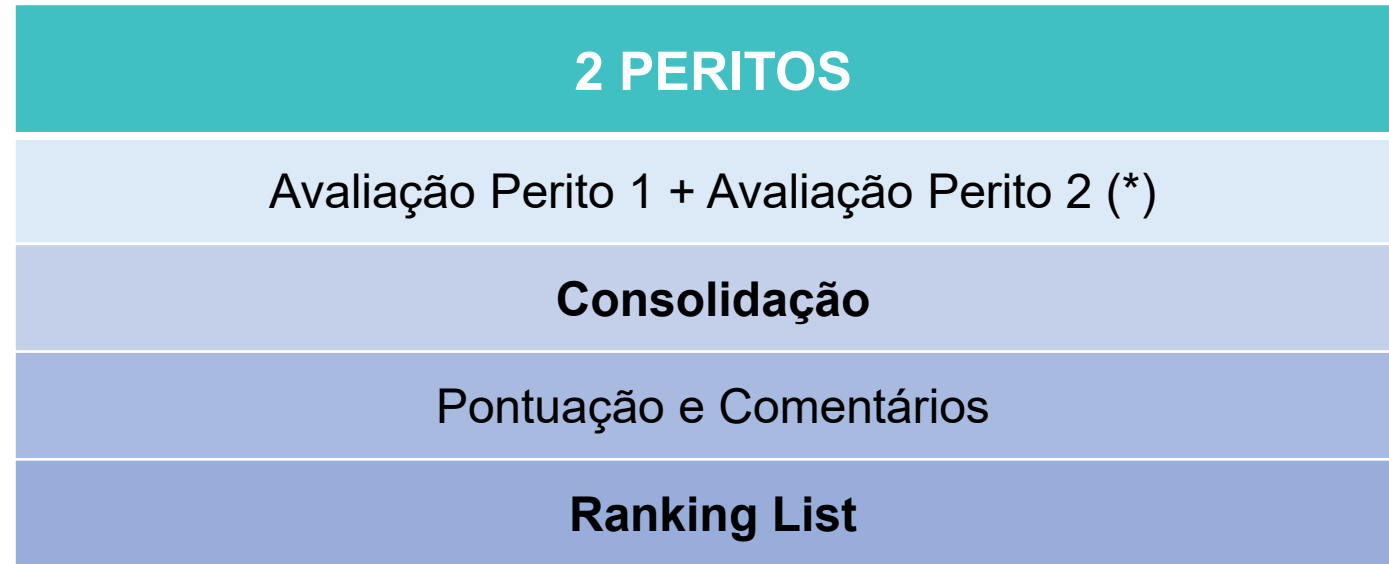 2 PERITOS
Avaliação Perito 1 + Avaliação Perito 2 (*)
Consolidação
Pontuação e Comentários
Ranking List